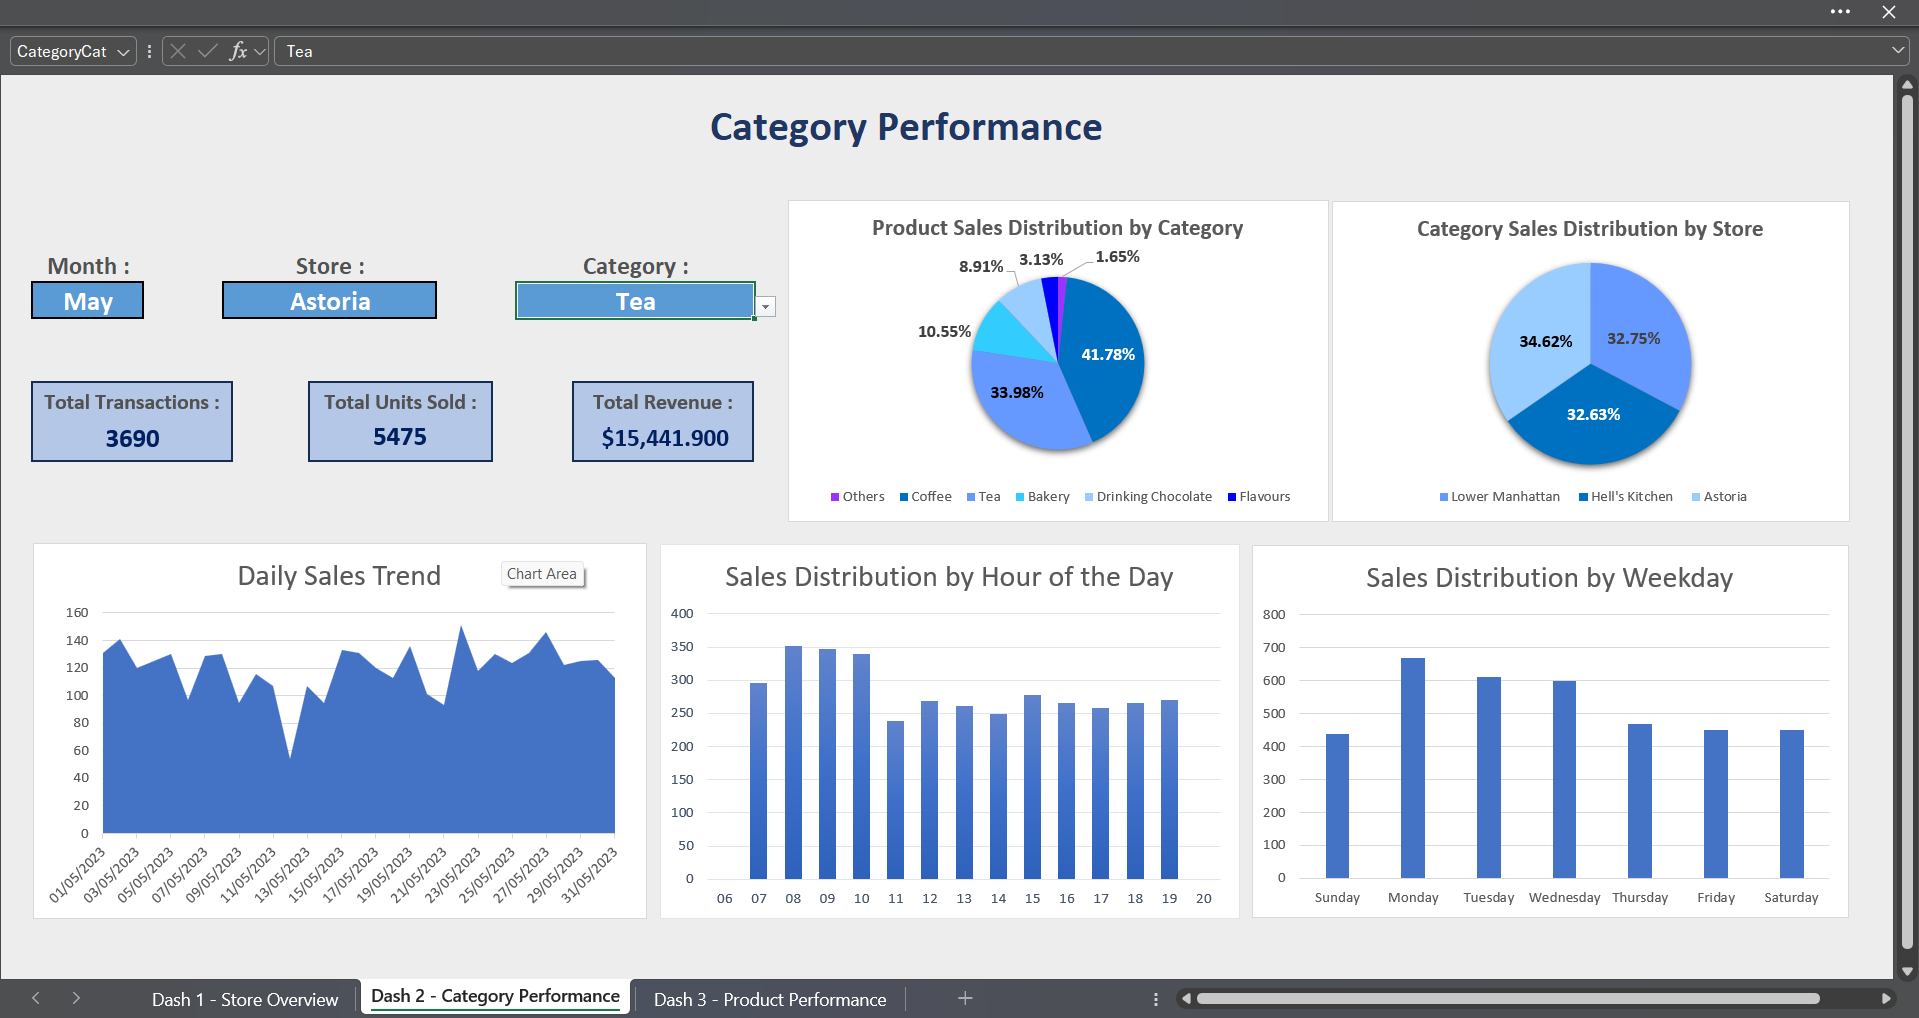 CategoryCat
fx
Tea
Category Performance
Month :
Store :
Category :
May
Astoria
Tea
Total Transactions :
3690
Total Units Sold :
5475
Total Revenue :
$15,441.900
Product Sales Distribution by Category
8.91%
3.13%
1.65%
10.55%
41.78%
33.98%
Others Coffee Tea Bakery Drinking Chocolate Flavours
Category Sales Distribution by Store
34.62%
32.75%
32.63%
Lower Manhattan Hell's Kitchen Astoria
Daily Sales Trend
Chart Area
160
140
120
100
80
60
40
20
0
01/05/2023 03/05/2023 05/05/2023 07/05/2023 09/05/2023 11/05/2023 13/05/2023 15/05/2023 17/05/2023 19/05/2023 21/05/2023 23/05/2023 25/05/2023 27/05/2023 29/05/2023 31/05/2023
Sales Distribution by Hour of the Day
400
350
300
250
200
150
100
50
0
06 07 08 09 10 11 12 13 14 15 16 17 18 19 20
Sales Distribution by Weekday
800
700
600
500
400
300
200
100
0
Sunday Monday Tuesday Wednesday Thursday Friday Saturday
Dash 1 - Store Overview
Dash 2 - Category Performance
Dash 3 - Product Performance